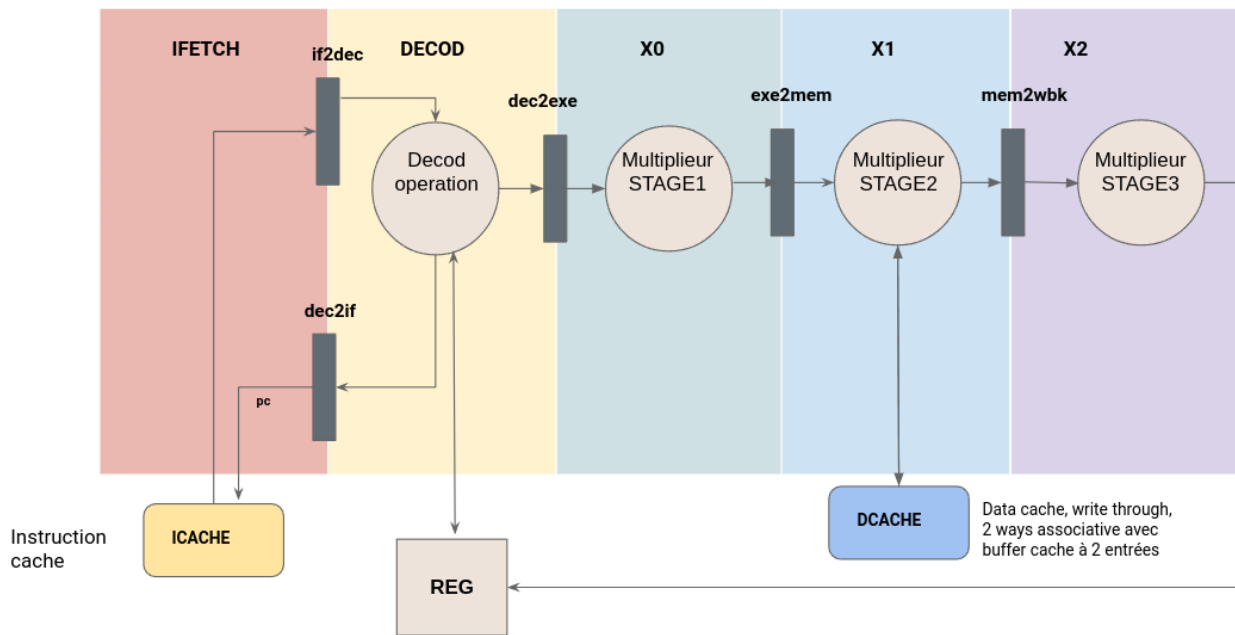 IFETCH
if2dec
DECOD
X0
X1
X2
dec2exe
exe2mem
mem2wbk
Decod
operation
Multiplieur
STAGE1
Multiplieur
STAGE2
Multiplieur
STAGE3
dec2if
pc
Instruction
cache
ICACHE
REG
DCACHE
Data cache, write through,
2 ways associative avec
buffer cache à 2 entrées